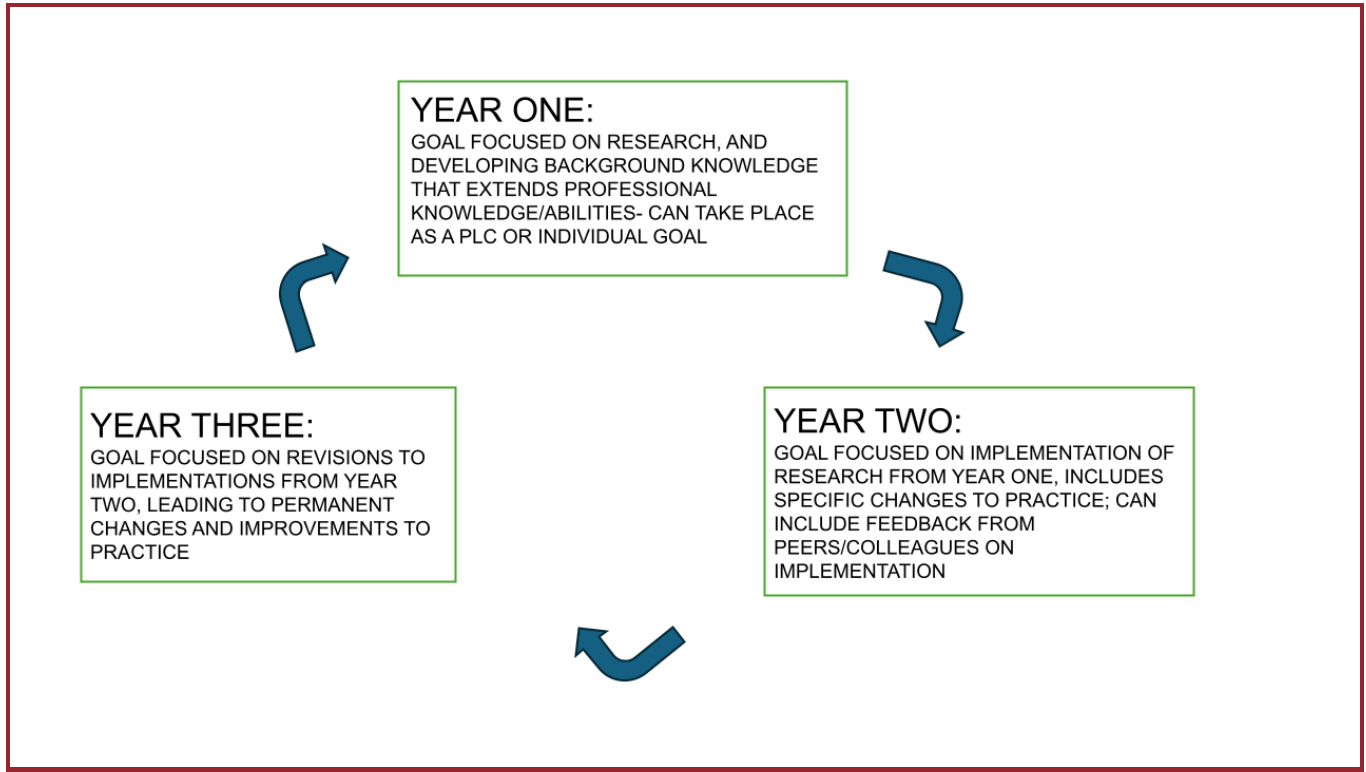 YEAR ONE:
GOAL FOCUSED ON RESEARCH, AND
DEVELOPING BACKGROUND KNOWLEDGE
THAT EXTENDS PROFESSIONAL
KNOWLEDGE/ABILITIES- CAN TAKE PLACE
AS A PLC OR INDIVIDUAL GOAL
YEAR TWO:
GOAL FOCUSED ON IMPLEMENTATION OF
RESEARCH FROM YEAR ONE, INCLUDES
SPECIFIC CHANGES TO PRACTICE; CAN
INCLUDE FEEDBACK FROM
PEERS/COLLEAGUES ON
IMPLEMENTATION
YEAR THREE:
GOAL FOCUSED ON REVISIONS TO
IMPLEMENTATIONS FROM YEAR
TWO, LEADING TO PERMANENT
CHANGES AND IMPROVEMENTS TO
PRACTICE